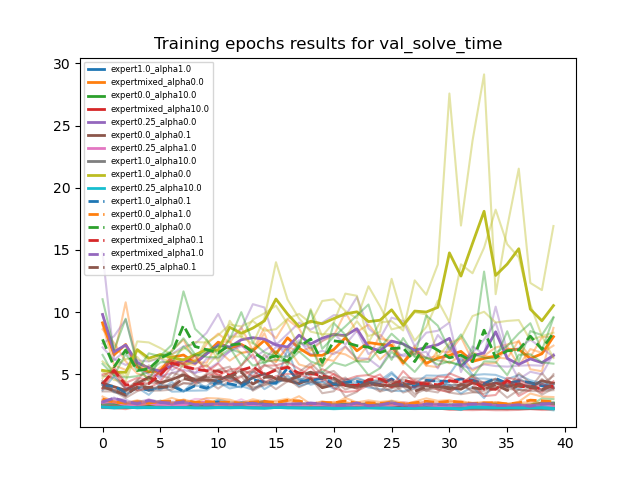 Training epochs results for val_solve_time
30
25
20
15
10
5
0
5
10
15
20
25
30
35
40
expert1.0_alpha1.0
expertmixed_alpha0.0
expert0.0_alpha10.0
expertmixed_alpha10.0
expert0.25_alpha0.0
expert0.0_alpha0.1
expert0.25_alpha1.0
expert1.0_alpha10.0
expert1.0_alpha0.0
expert0.25_alpha10.0
expert1.0_alpha0.1
expert0.0_alpha1.0
expert0.0_alpha0.0
expertmixed_alpha0.1
expertmixed_alpha1.0
expert0.25_alpha0.1